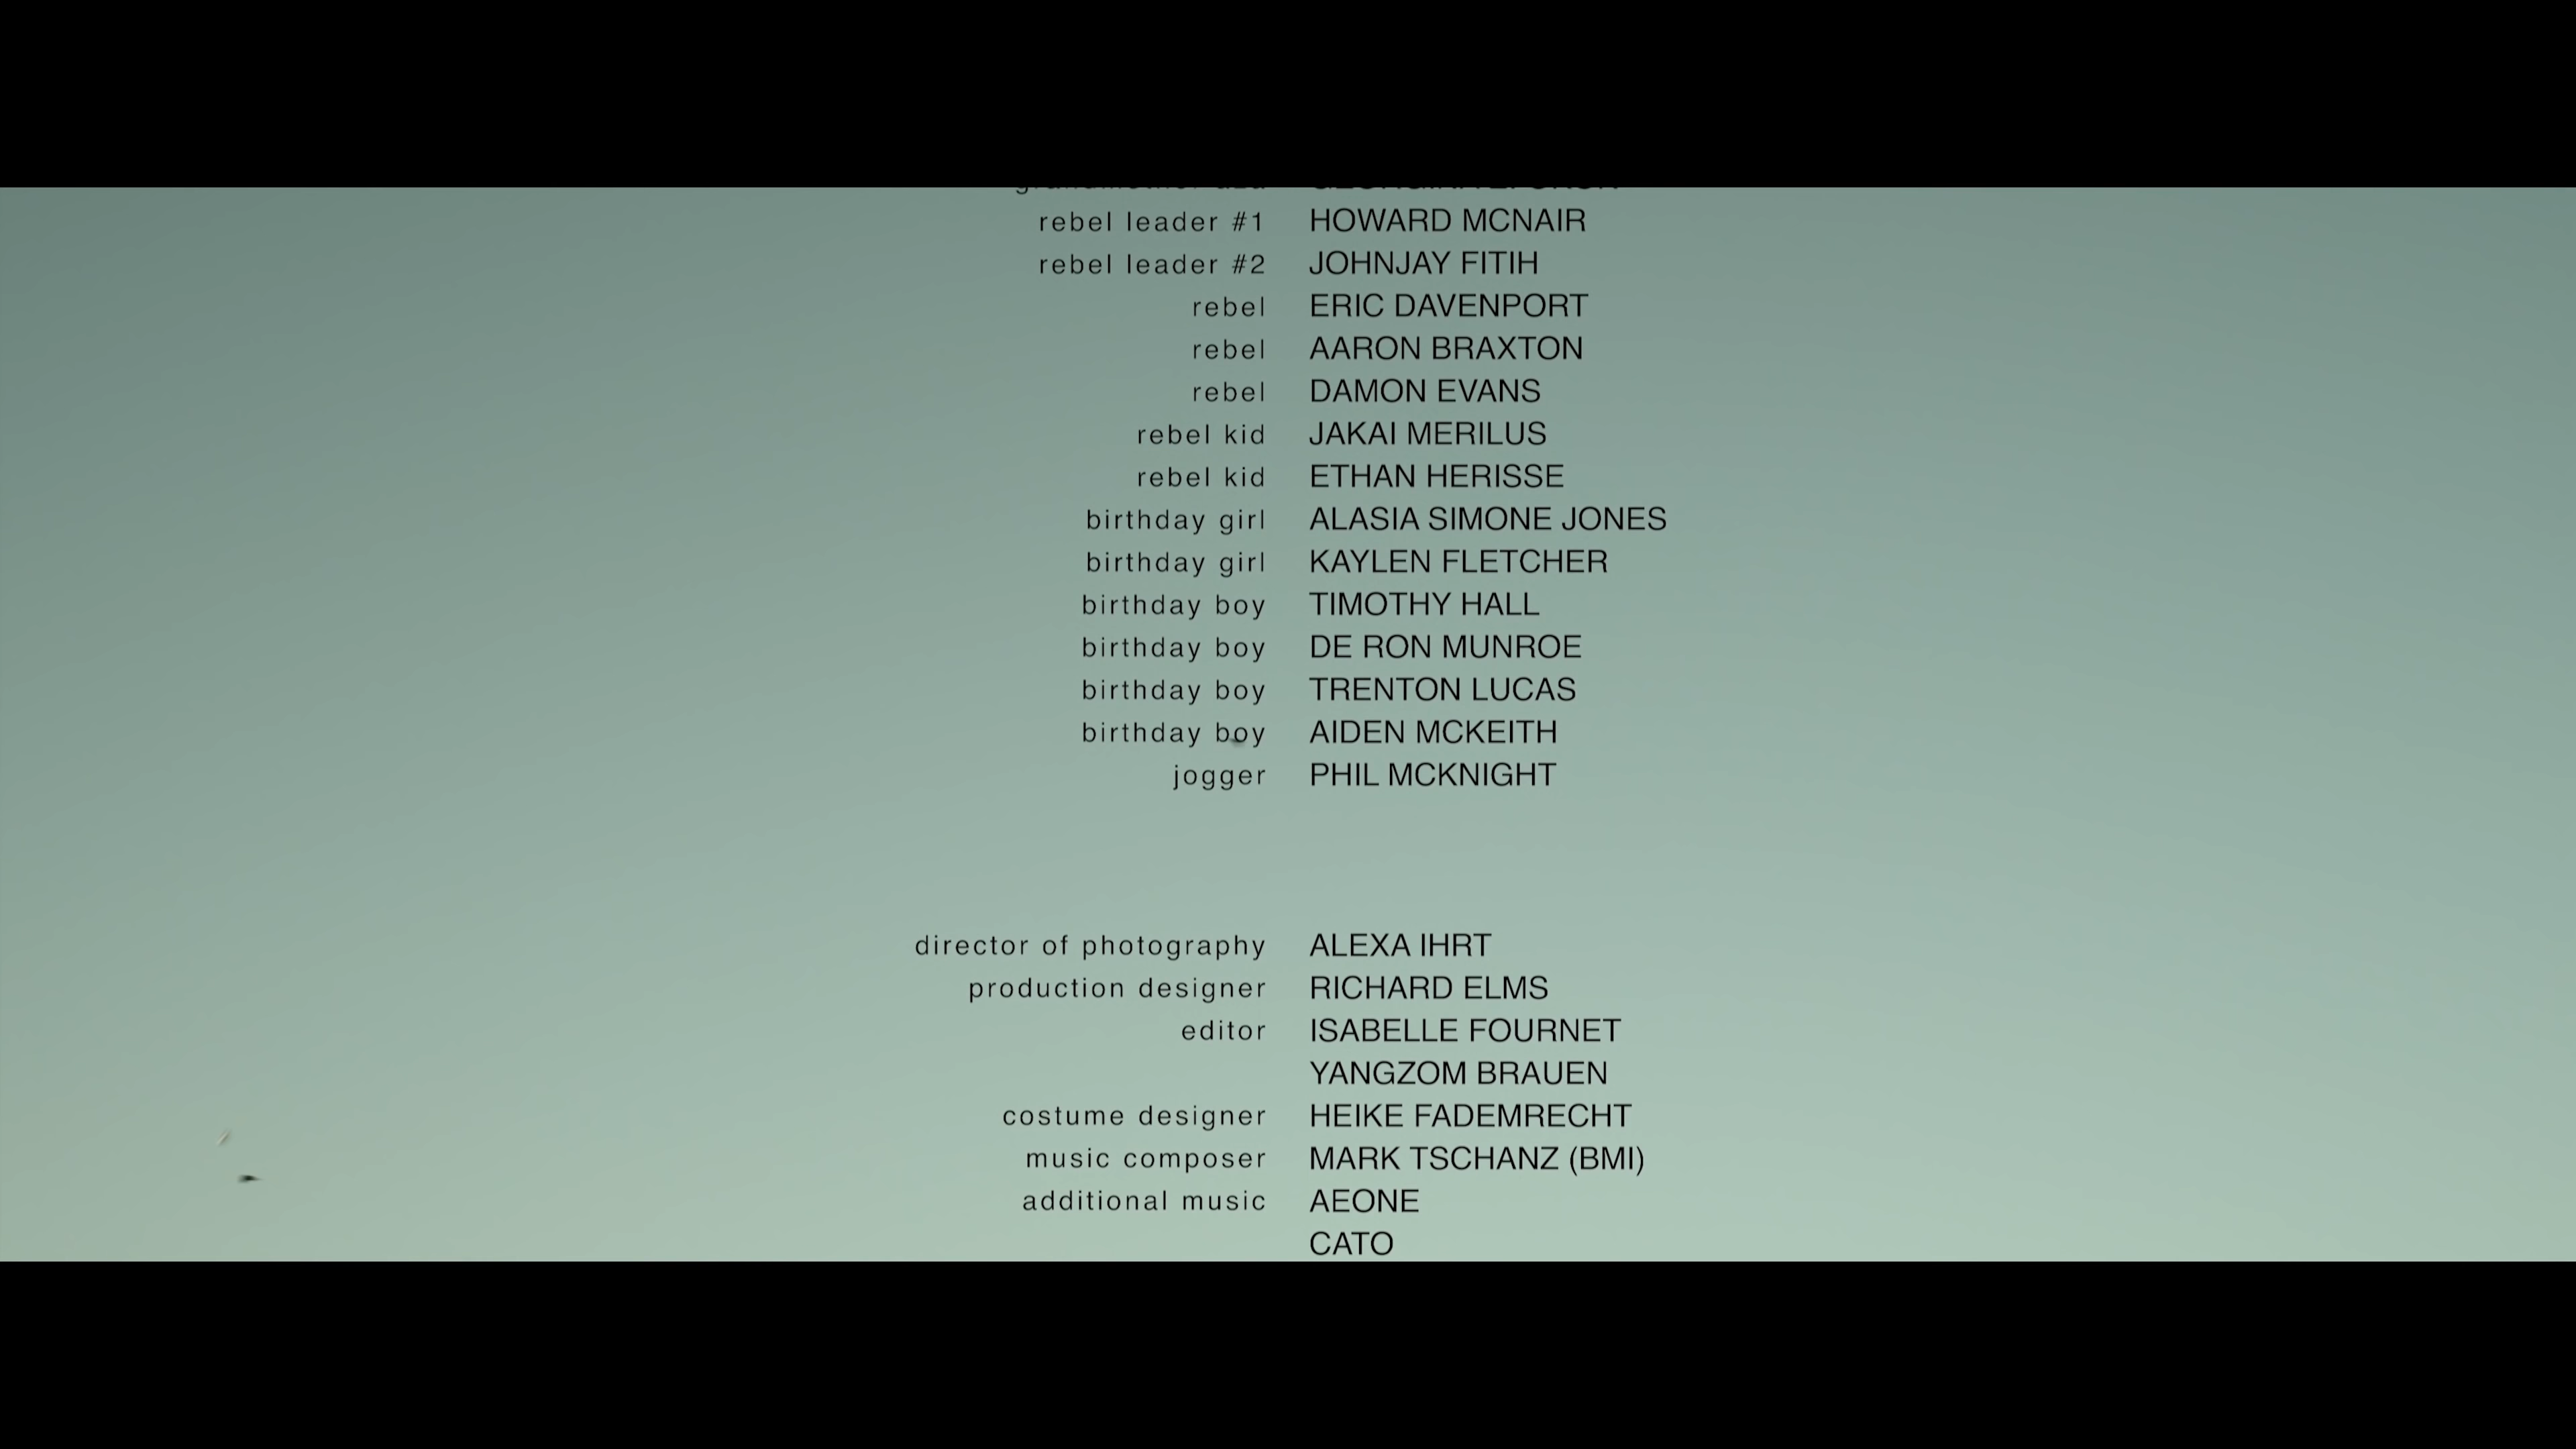 rebel leader #1 HOWARD MCNAIR
rebel leader #2 JOHNJAY FITIH
rebel ERIC DAVENPORT
rebel AARON BRAXTON
rebel DAMON EVANS
rebel kid JAKAI MERILUS
rebel kid ETHAN HERISSE
birthday girl ALASIA SIMONE JONES
birthday girl KAYLEN FLETCHER
birthday boy TIMOTHY HALL
birthday boy DE RON MUNROE
birthday boy TRENTON LUCAS
birthday boy AIDEN MCKEITH
jogger PHIL MCKNIGHT
director of photography ALEXA IHRT
production designer RICHARD ELMS
editor ISABELLE FOURNET
YANGZOM BRAUEN
costume designer HEIKE FADEMRECHT
music composer MARK TSCHANZ (BMI)
additional music AEONE
CATO